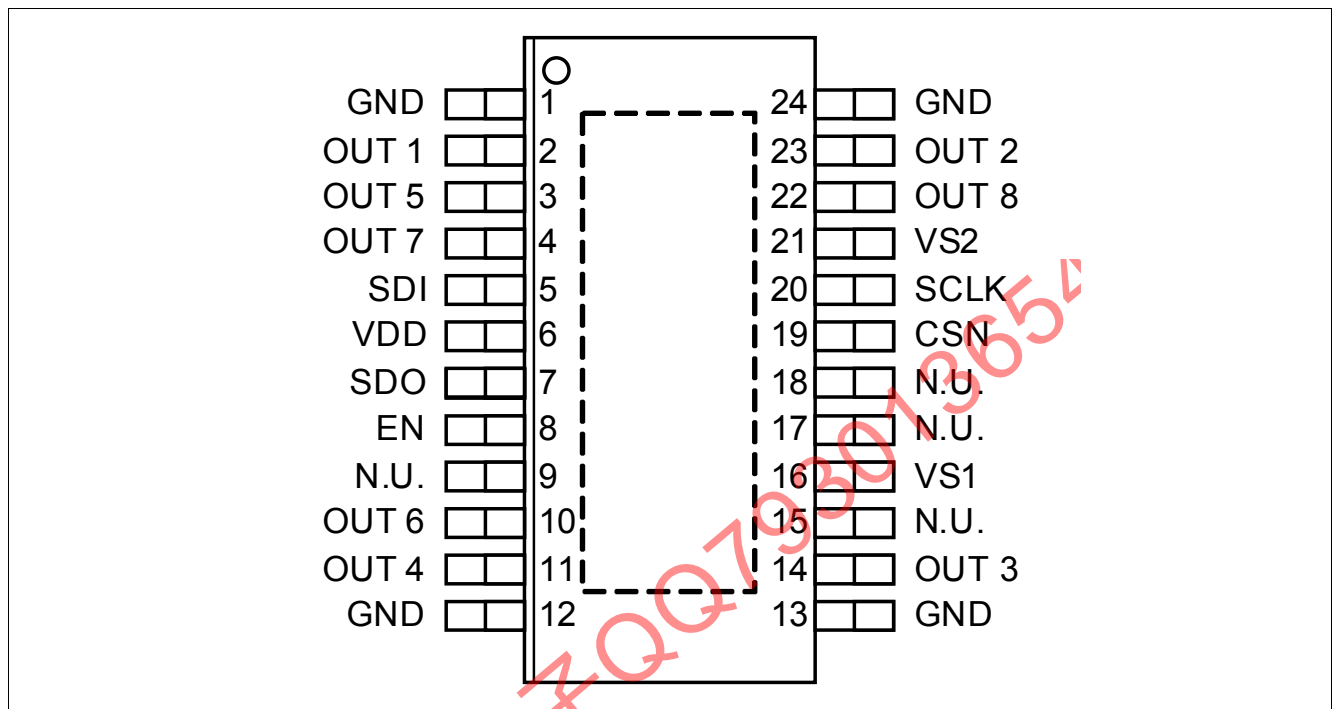 GND 1 24 GND
OUT 1 2 23 OUT 2
OUT 5 3 22 OUT 8
OUT 7 4 21 VS2
SDI 5 20 SCLK
VDD 6 19 CSN
SDO 7 18 N.U.
EN 8 17 N.U.
N.U. 9 16 VS1
OUT 6 10 15 N.U.
OUT 4 11 14 OUT 3
GND 12 13 GND